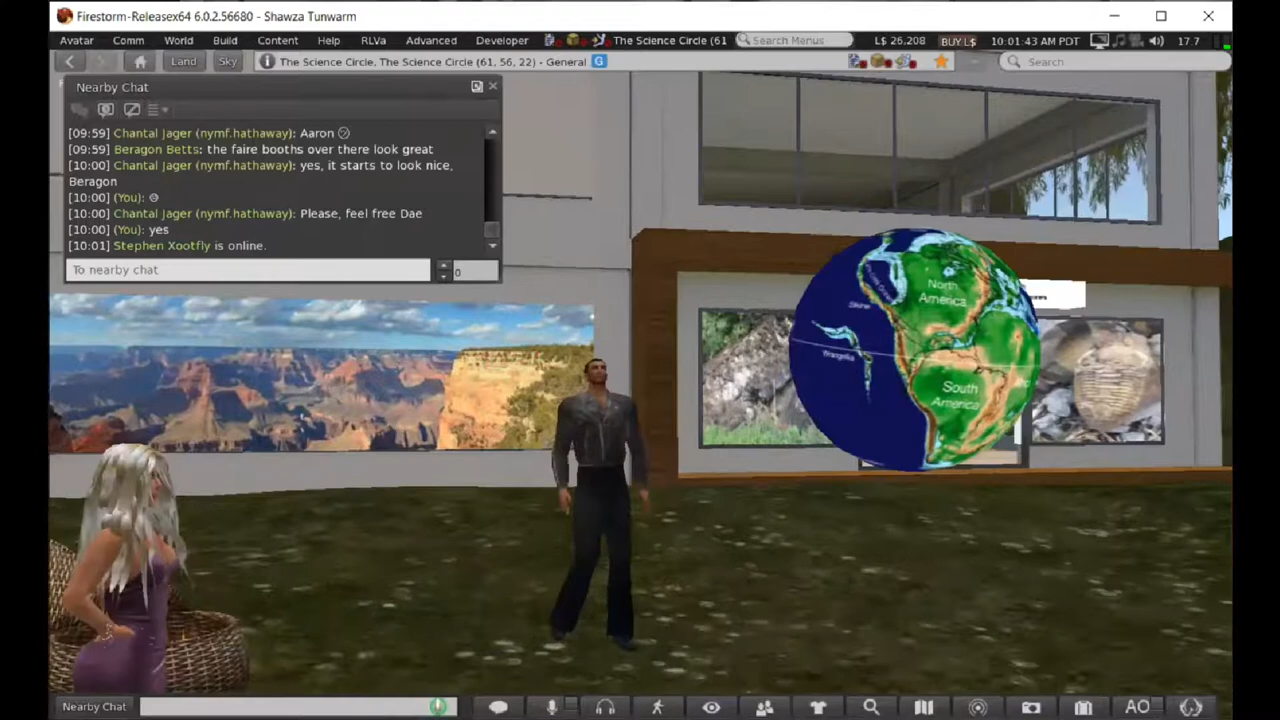 Firestorm-Releasex64 6.0.2.56680 - Shawza Tunwarm
Avatar Comm World Build Content Help RLVa Advanced Developer The Science Circle (61 Search Menus L$ 26,208 BUY L$ 10:01:43 AM PDT 17.7
Land Sky The Science Circle, The Science Circle (61, 56, 22) - General G Search
Nearby Chat
[09:59] Chantal Jager (nymf.hathaway): Aaron
[09:59] Beragon Betts: the faire booths over there look great
[10:00] Chantal Jager (nymf.hathaway): yes, it starts to look nice,
Beragon
[10:00] (You):
[10:00] Chantal Jager (nymf.hathaway): Please, feel free Dae
[10:00] (You): yes
[10:01] Stephen Xootfly is online.
To nearby chat 0
North
America
Stikine
Wrangellia
South
America
Nearby Chat AO